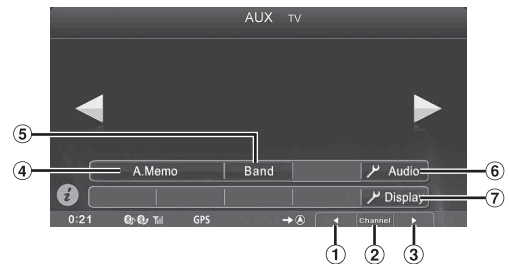 AUX TV
5
4 A.Memo Band Audio 6
i Display 7
0:21 GPS Channel
1 2 3